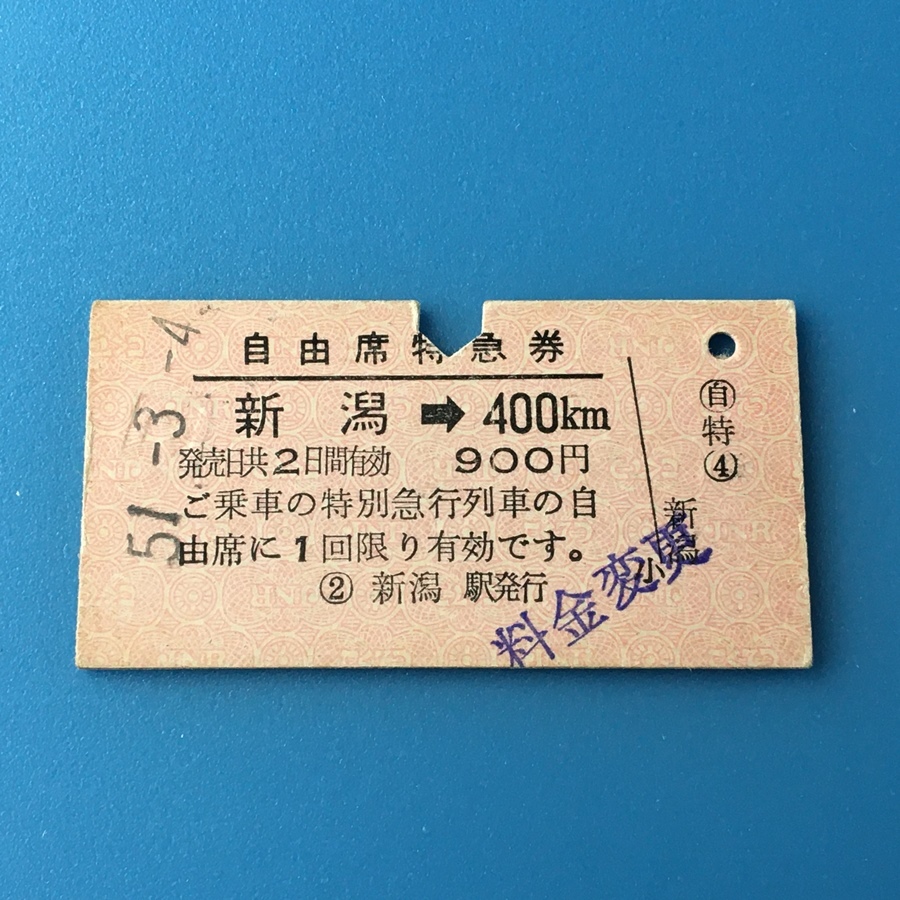 自由席特急券
新潟➡400km
発売日共2日間有効 900円
ご乗車の特別急行列車の自
由席に1回限り有効です。
② 新潟 駅発行
51.-3.-4
㊀自
特
④
新潟
小
料金変更